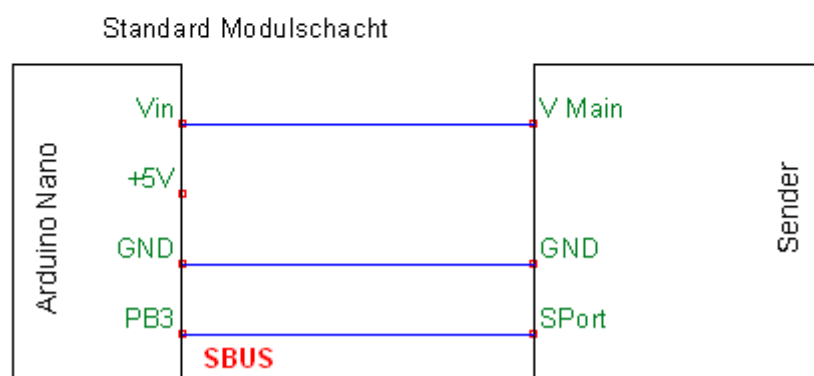 Standard Modulschacht
Arduino Nano
Vin
+5V
GND
PB3
SBUS
V Main
GND
SPort
Sender